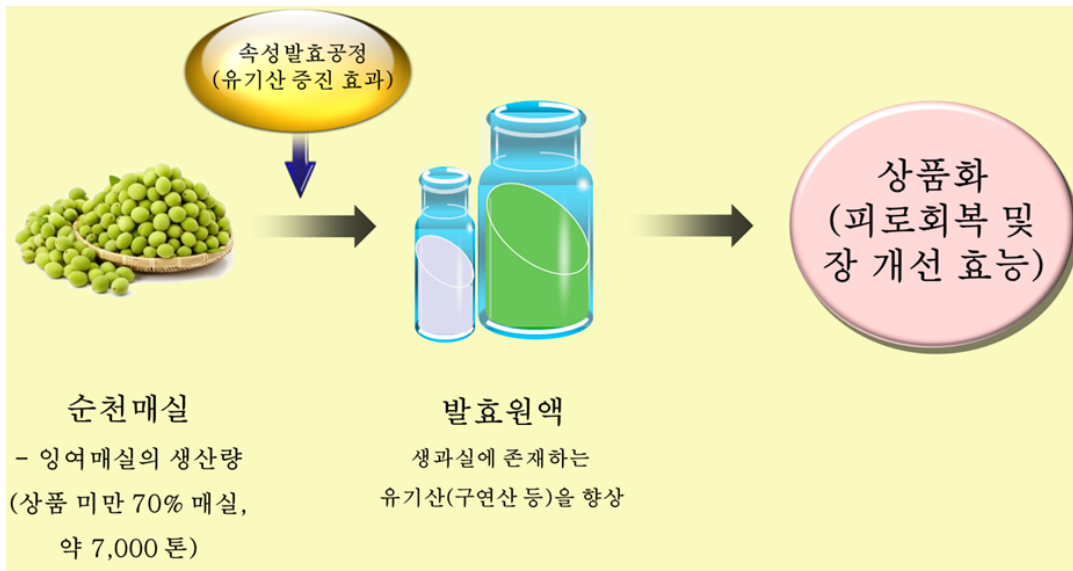 속성발효공정
(유기산 증진 효과)
상품화
(피로회복 및
장 개선 효능)
순천매실
- 잉여매실의 생산량
(상품 미만 70% 매실,
약 7,000 톤)
발효원액
생과실에 존재하는
유기산(구연산 등)을 향상